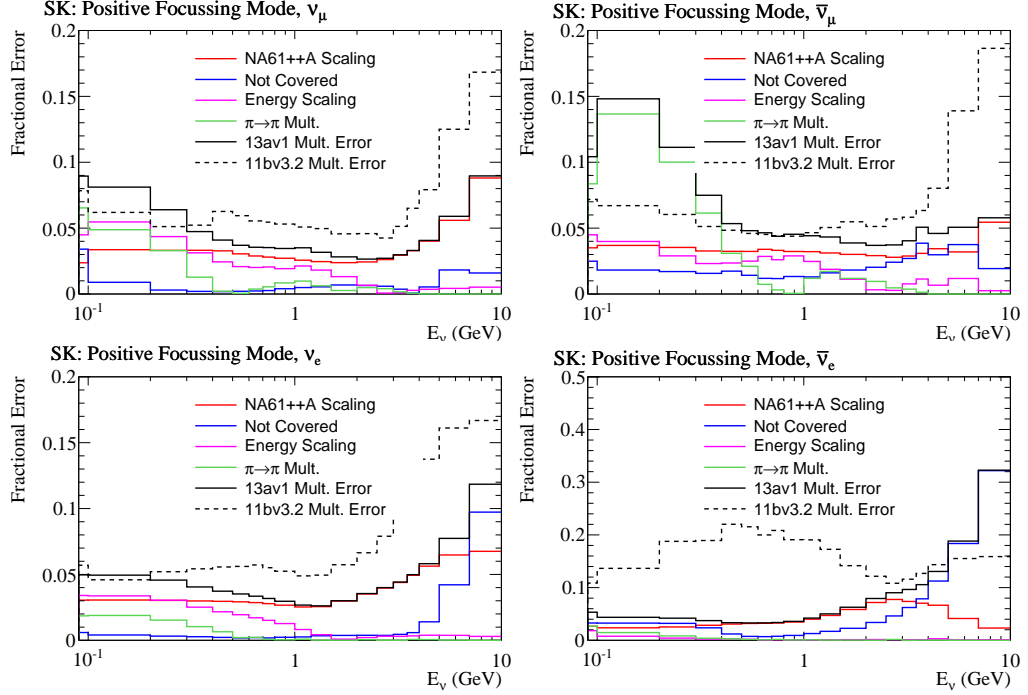 SK: Positive Focussing Mode, ν_μ
Fractional Error
0.2
0.15
0.1
0.05
0
NA61++A Scaling
Not Covered
Energy Scaling
π→π Mult.
13av1 Mult. Error
11bv3.2 Mult. Error
10⁻¹
1
10
E_ν (GeV)
SK: Positive Focussing Mode, ν̅_μ
Fractional Error
0.2
0.15
0.1
0.05
0
NA61++A Scaling
Not Covered
Energy Scaling
π→π Mult.
13av1 Mult. Error
11bv3.2 Mult. Error
10⁻¹
1
10
E_ν (GeV)
SK: Positive Focussing Mode, ν_e
Fractional Error
0.2
0.15
0.1
0.05
0
NA61++A Scaling
Not Covered
Energy Scaling
π→π Mult.
13av1 Mult. Error
11bv3.2 Mult. Error
10⁻¹
1
10
E_ν (GeV)
SK: Positive Focussing Mode, ν̅_e
Fractional Error
0.5
0.4
0.3
0.2
0.1
0
NA61++A Scaling
Not Covered
Energy Scaling
π→π Mult.
13av1 Mult. Error
11bv3.2 Mult. Error
10⁻¹
1
10
E_ν (GeV)